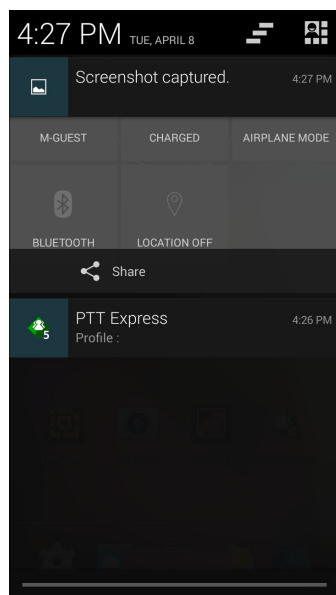 4:27 PM TUE, APRIL 8
Screenshot captured. 4:27 PM
M-GUEST CHARGED AIRPLANE MODE
BLUETOOTH LOCATION OFF
Share
PTT Express 4:26 PM
5 Profile :